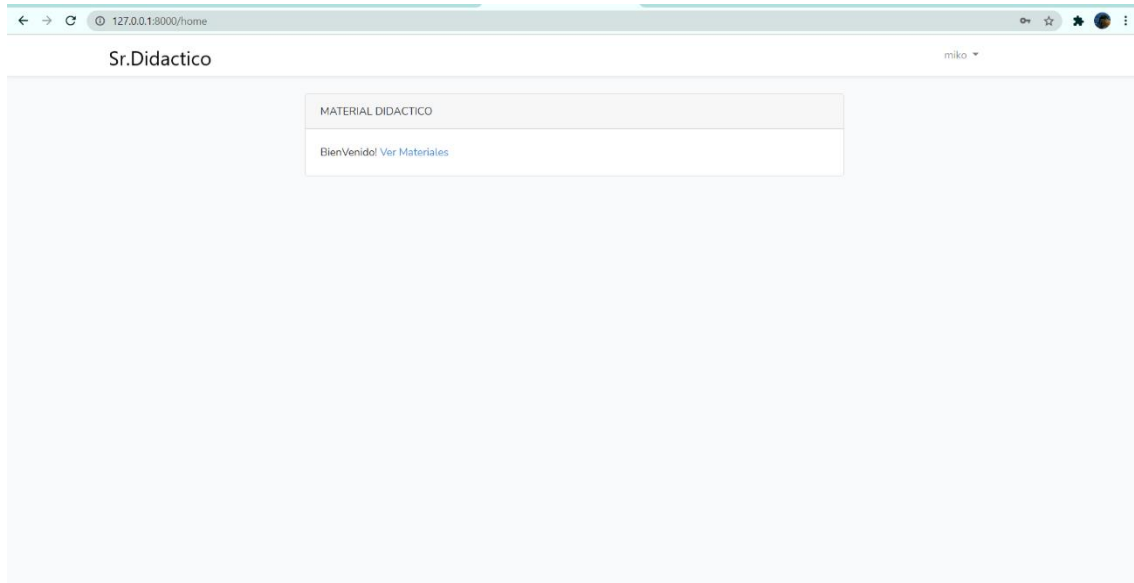 127.0.0.1:8000/home
Sr.Didactico
miko
MATERIAL DIDACTICO
BienVenido! Ver Materiales